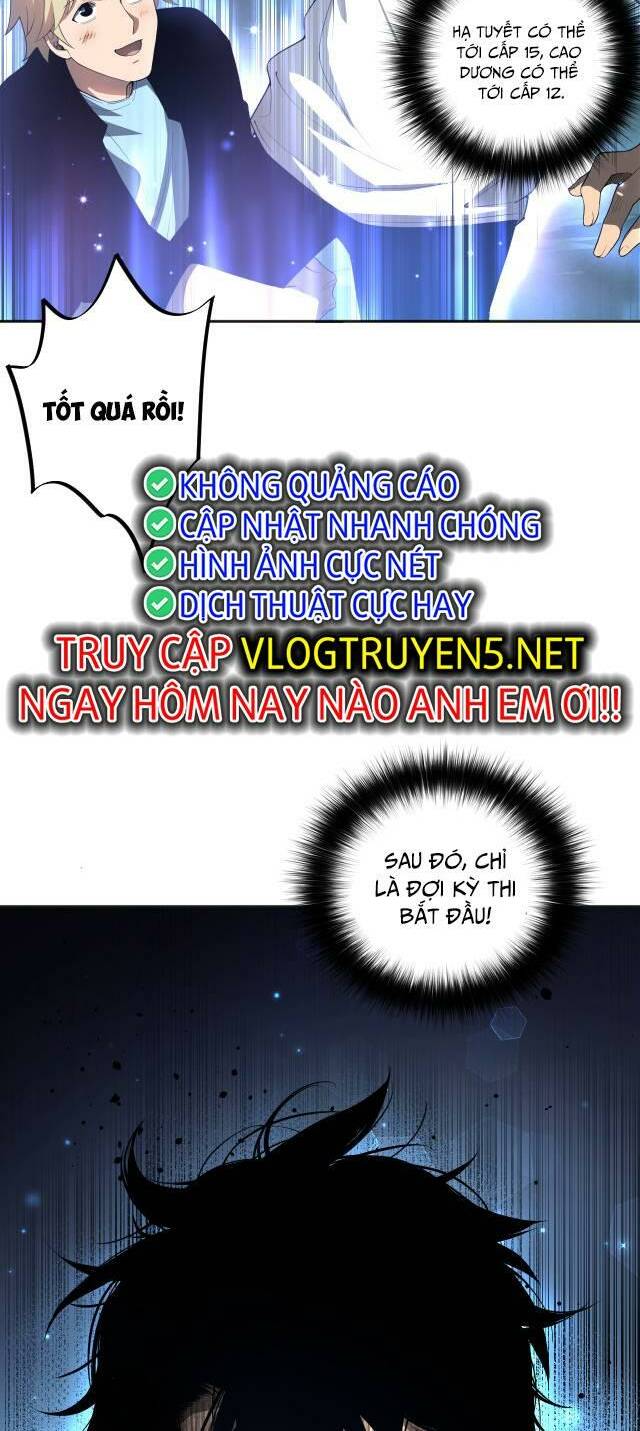 HẠ TUYẾT CÓ THỂ
TỚI CẤP 15, CAO
DƯƠNG CÓ THỂ
TỚI CẤP 12.
TỐT QUÁ RỒI!
KHÔNG QUẢNG CÁO
CẬP NHẬT NHANH CHÓNG
HÌNH ẢNH CỰC NÉT
DỊCH THUẬT CỰC HAY
TRUY CẬP VLOGTRUYEN5.NET
NGAY HÔM NAY NÀO ANH EM ƠI!!
SAU ĐÓ, CHỈ
LÀ ĐỢI KỲ THI
BẮT ĐẦU!